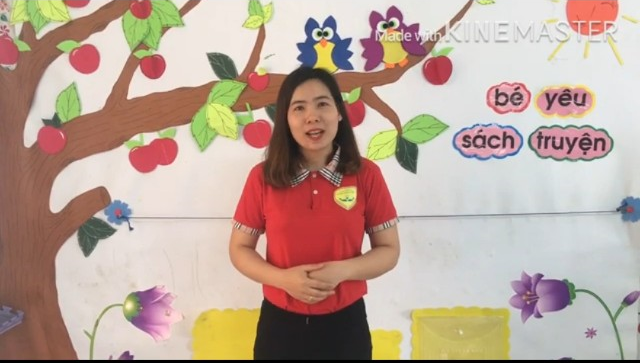 Made with KINEMASTER
bé yêu
sách truyện